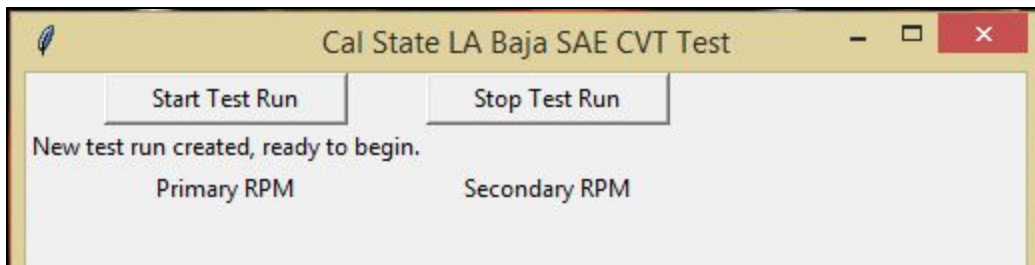 Cal State LA Baja SAE CVT Test
Start Test Run Stop Test Run
New test run created, ready to begin.
Primary RPM Secondary RPM